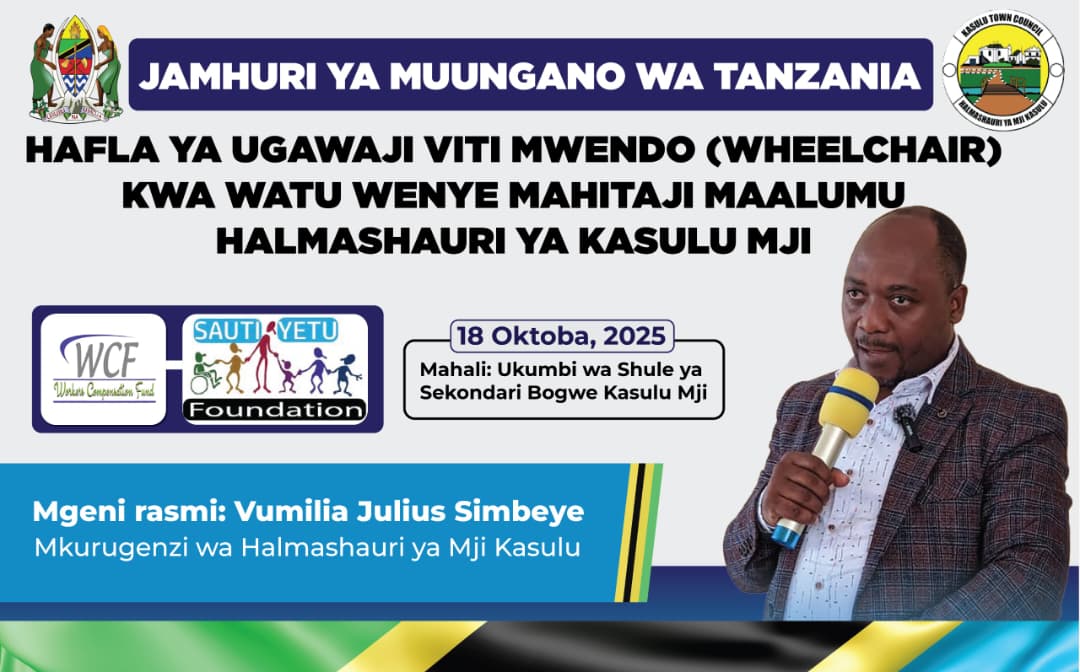 JAMHURI YA MUUNGANO WA TANZANIA
KASULU TOWN COUNCIL
HALMASHAURI YA MJI KASULU
HAFLA YA UGAWAJI VITI MWENDO (WHEELCHAIR)
KWA WATU WENYE MAHITAJI MAALUMU
HALMASHAURI YA KASULU MJI
WCF
Workers Compensation Fund
SAUTI YETU
Foundation
18 Oktoba, 2025
Mahali: Ukumbi wa Shule ya
Sekondari Bogwe Kasulu Mji
Mgeni rasmi: Vumilia Julius Simbeye
Mkurugenzi wa Halmashauri ya Mji Kasulu